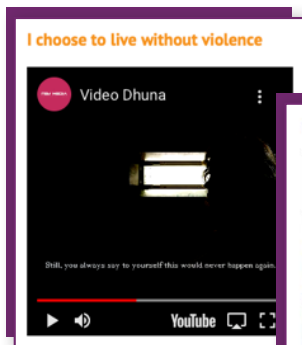 I choose to live without violence
Video Dhuna
Still, you always say to yourself this would never happen again.
YouTube